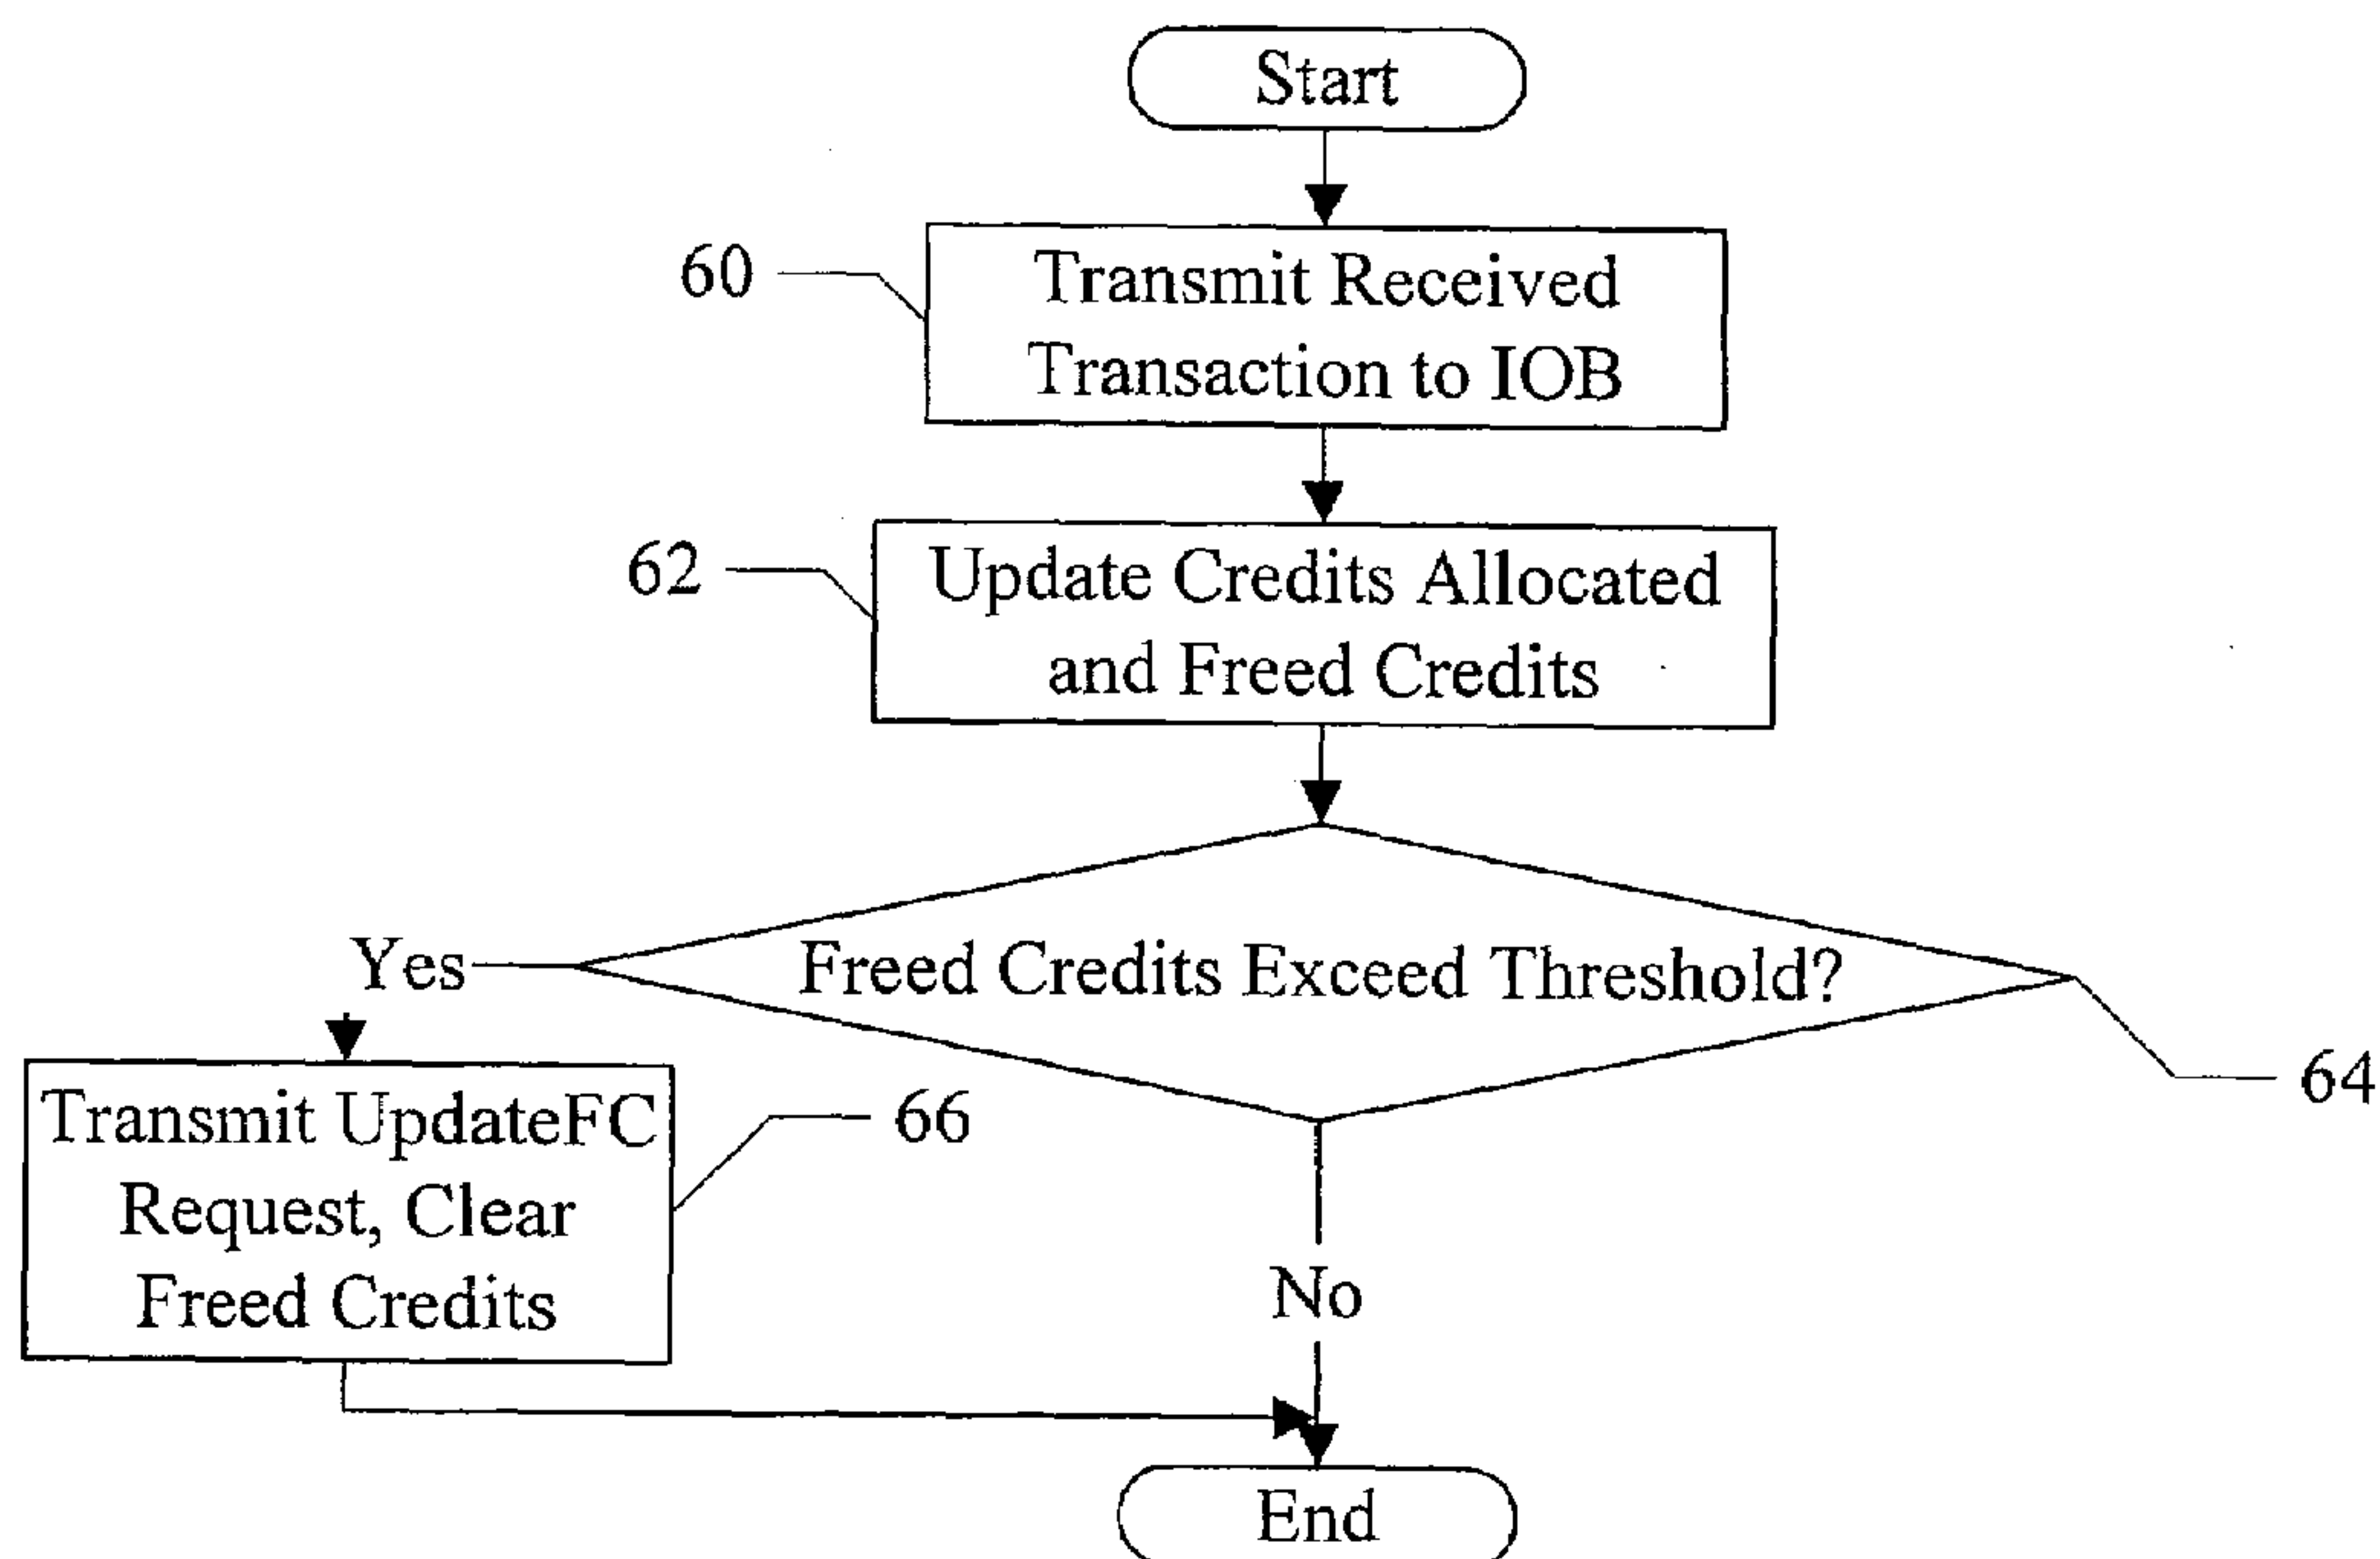 Start
60
Transmit Received
Transaction to IOB
62
Update Credits Allocated
and Freed Credits
Yes
Freed Credits Exceed Threshold?
64
Transmit UpdateFC
Request, Clear
Freed Credits
66
No
End